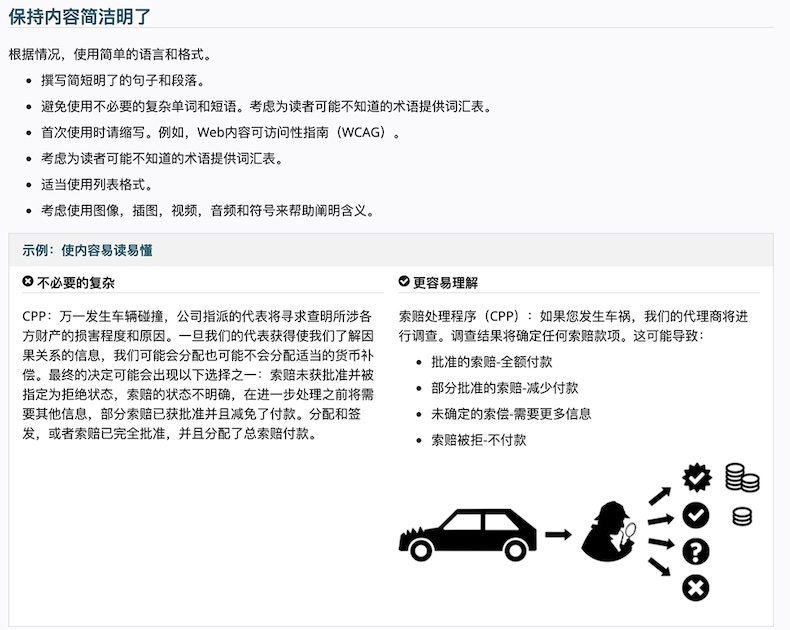 保持内容简洁明了
根据情况，使用简单的语言和格式。
• 撰写简短明了的句子和段落。
• 避免使用不必要的复杂单词和短语。考虑为读者可能不知道的术语提供词汇表。
• 首次使用时请缩写。例如，Web内容可访问性指南（WCAG）。
• 考虑为读者可能不知道的术语提供词汇表。
• 适当使用列表格式。
• 考虑使用图像，插图，视频，音频和符号来帮助阐明含义。
示例：使内容易读易懂
不必要的复杂
CPP：万一发生车辆碰撞，公司指派的代表将寻求查明所涉各
方财产的损害程度和原因。一旦我们的代表获得使我们了解因
果关系的信息，我们可能会分配也可能不会分配适当的货币补
偿。最终的决定可能会出现以下选择之一：索赔未获批准并被
指定为拒绝状态，索赔的状态不明确，在进一步处理之前将需
要其他信息，部分索赔已获批准并且减免了付款。分配和签
发，或者索赔已完全批准，并且分配了总索赔付款。
更容易理解
索赔处理程序（CPP）：如果您发生车祸，我们的代理商将进
行调查。调查结果将确定任何索赔款项。这可能导致：
• 批准的索赔-全额付款
• 部分批准的索赔-减少付款
• 未确定的索偿-需要更多信息
• 索赔被拒-不付款
?